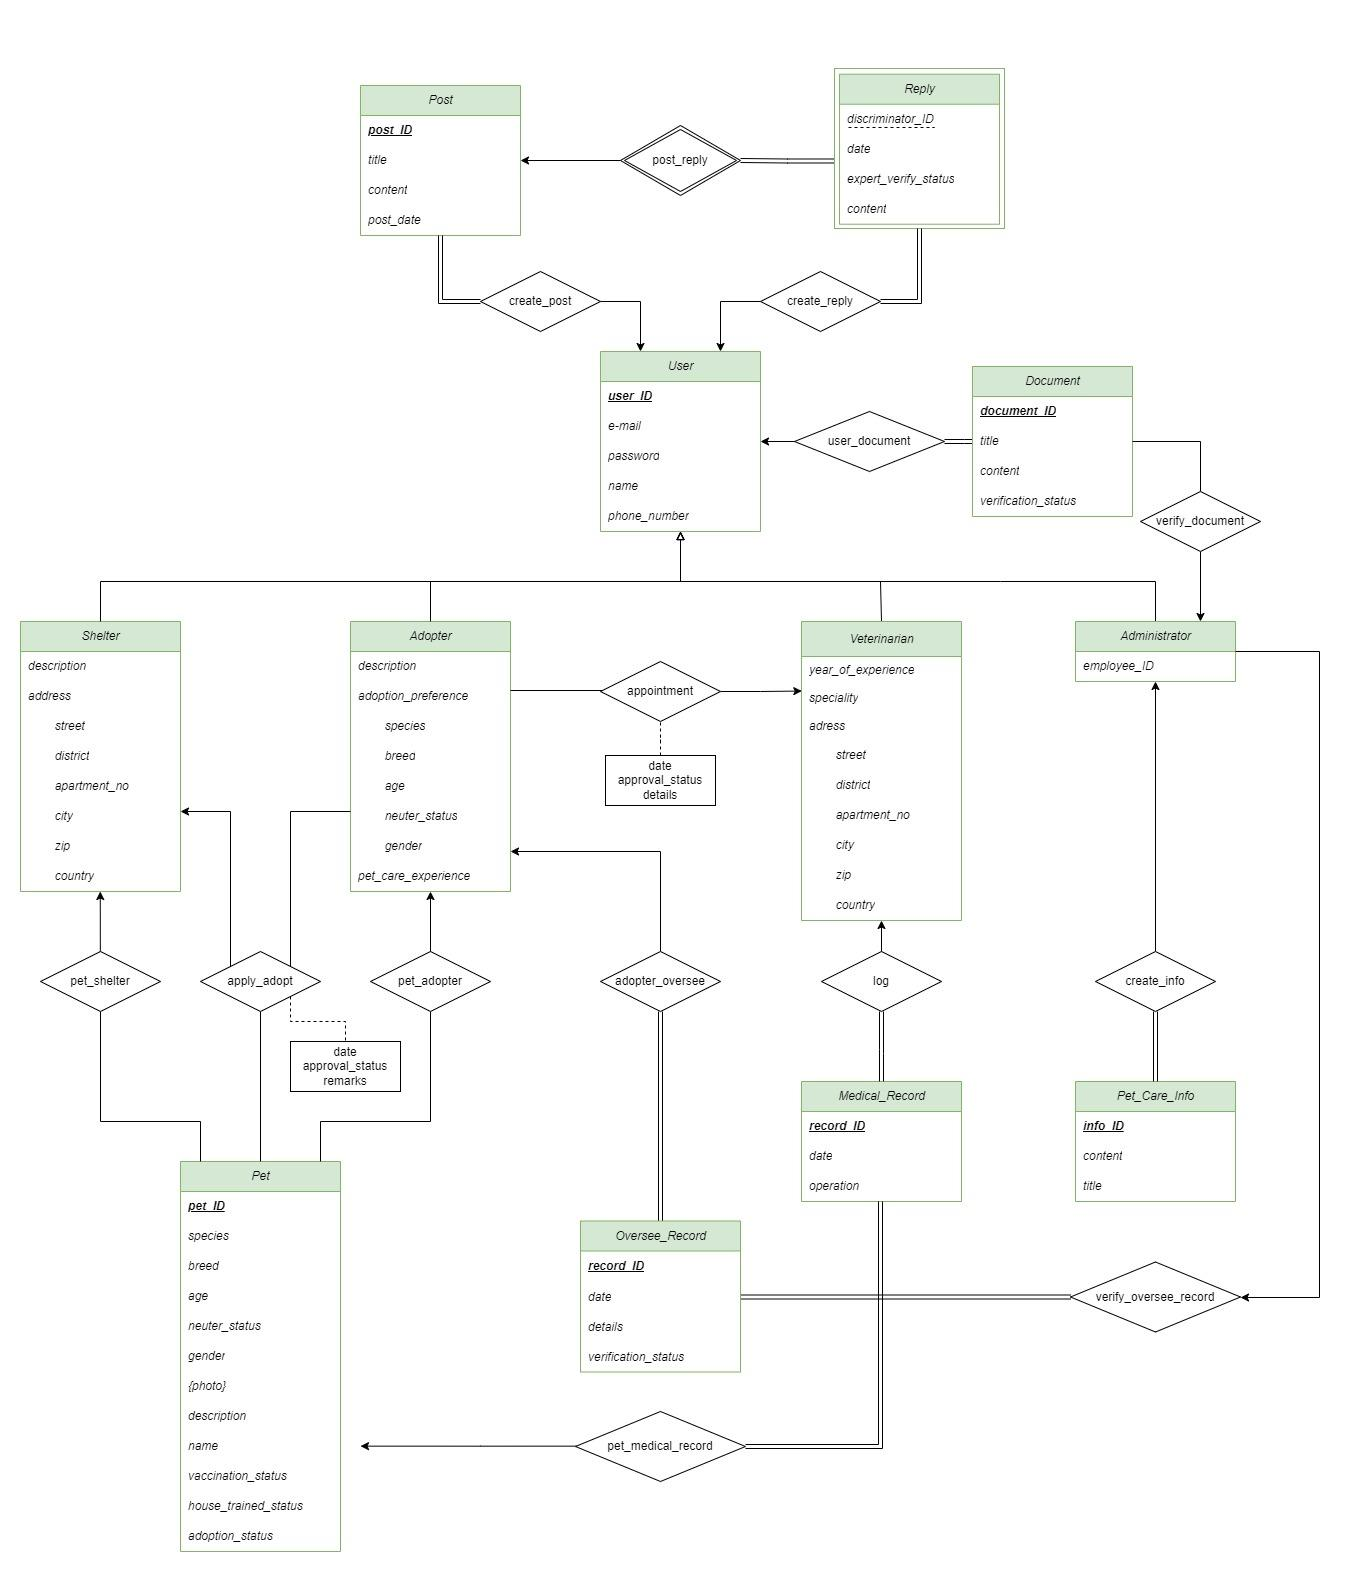 Post
post_ID
title
content
post_date
post_reply
Reply
discriminator_ID
date
expert_verify_status
content
create_post
create_reply
User
user_ID
e-mail
password
name
phone_number
user_document
Document
document_ID
title
content
verification_status
verify_document
Shelter
description
address
street
district
apartment_no
city
zip
country
Adopter
description
adoption_preference
species
breed
age
neuter_status
gender
pet_care_experience
appointment
date
approval_status
details
Veterinarian
year_of_experience
speciality
adress
street
district
apartment_no
city
zip
country
Administrator
employee_ID
pet_shelter
apply_adopt
pet_adopter
adopter_oversee
log
create_info
date
approval_status
remarks
Medical_Record
record_ID
date
operation
Pet_Care_Info
info_ID
content
title
Pet
pet_ID
species
breed
age
neuter_status
gender
{photo}
description
name
vaccination_status
house_trained_status
adoption_status
Oversee_Record
record_ID
date
details
verification_status
verify_oversee_record
pet_medical_record